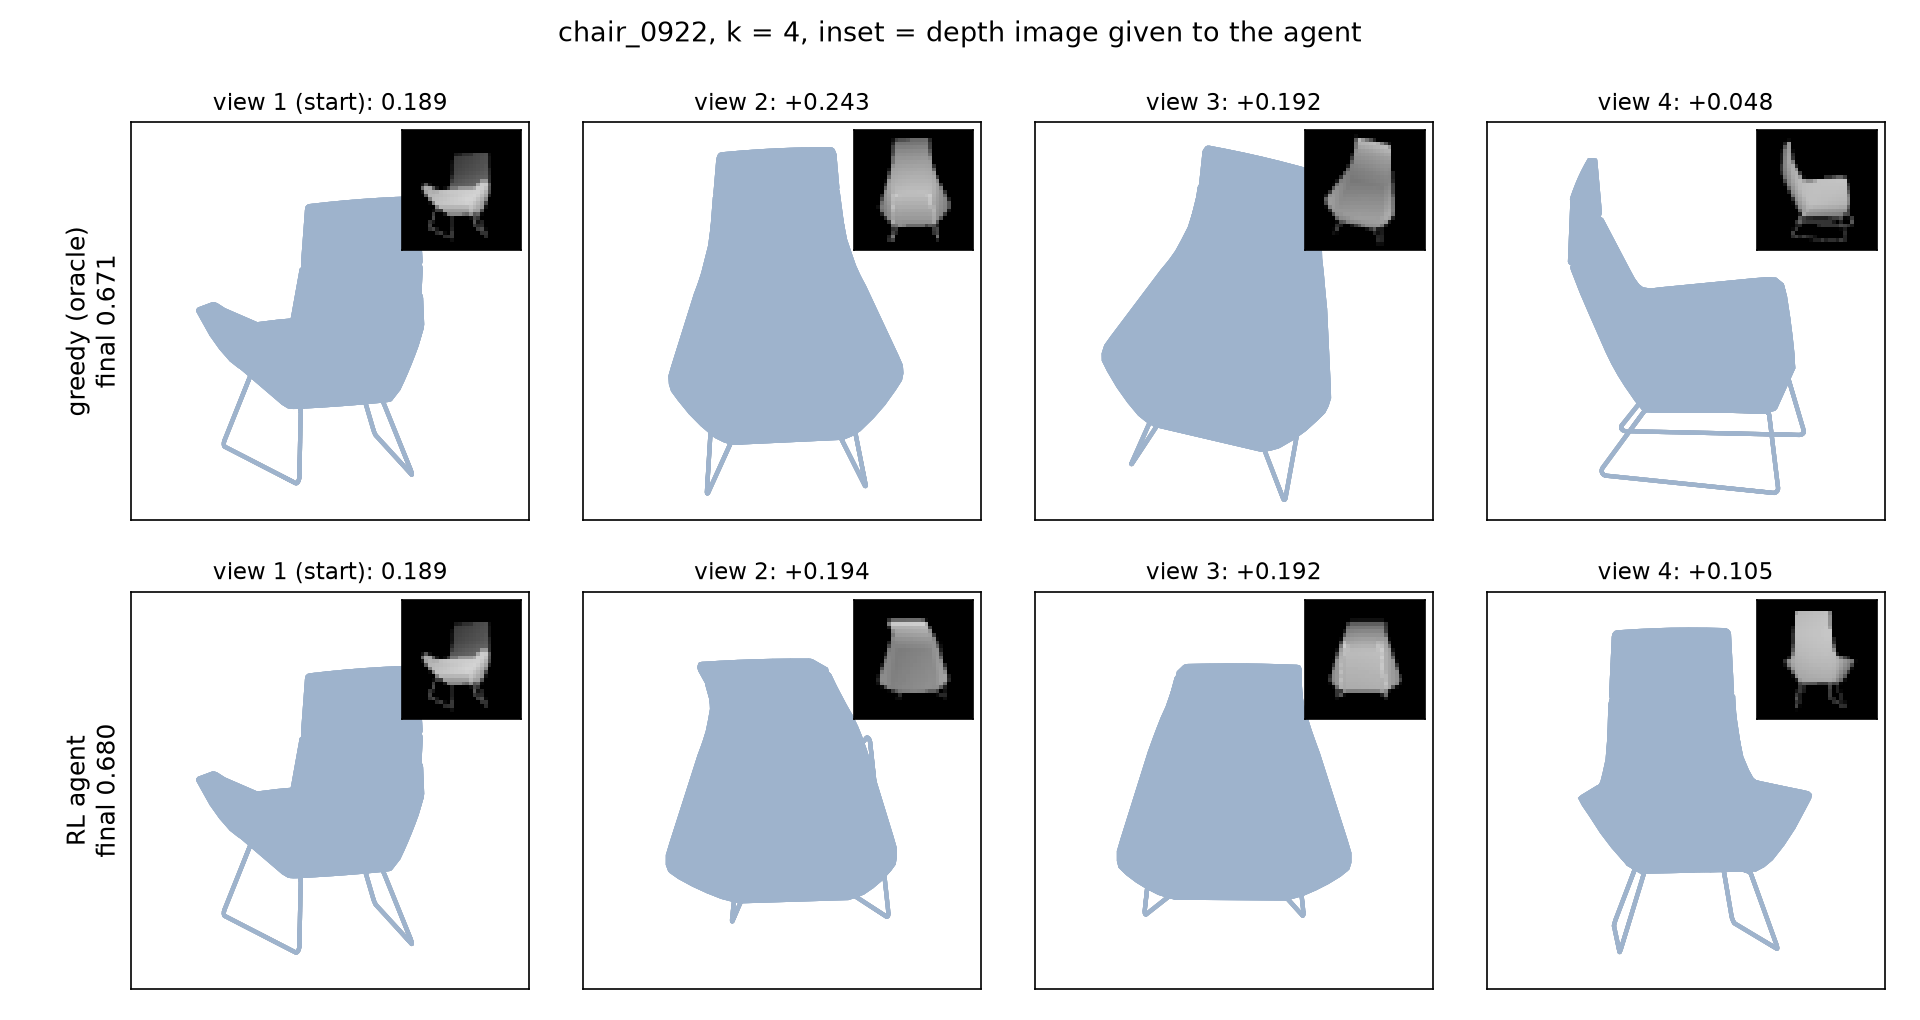 chair_0922, k = 4, inset = depth image given to the agent
view 1 (start): 0.189
view 2: +0.243
view 3: +0.192
view 4: +0.048
greedy (oracle)
final 0.671
view 1 (start): 0.189
view 2: +0.194
view 3: +0.192
view 4: +0.105
RL agent
final 0.680